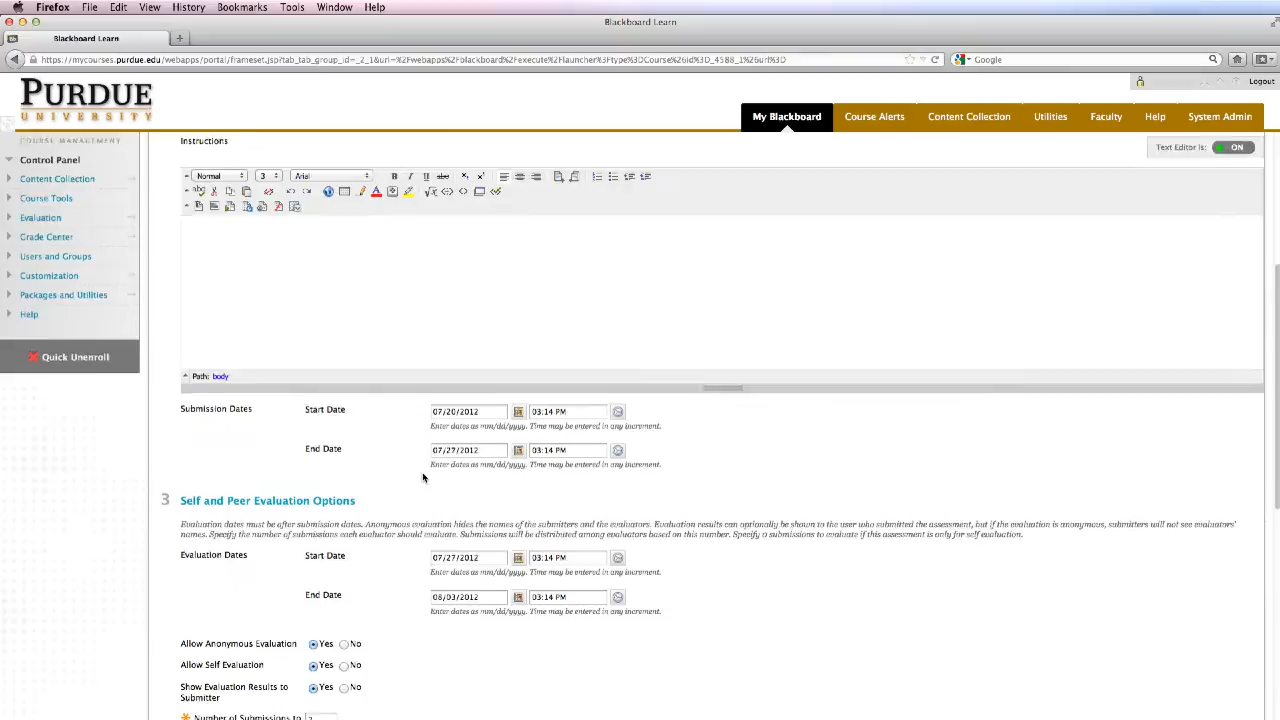 Firefox File Edit View History Bookmarks Tools Window Help
Blackboard Learn
Blackboard Learn
https://mycourses.purdue.edu/webapps/portal/frameset.jsp?tab_tab_group_id=_2_1&url=%2Fwebapps%2Fblackboard%2Fexecute%2Flauncher%3Ftype%3DCourse%26id%3D_4588_1%26url%3D
Google
PURDUE
UNIVERSITY
Logout
My Blackboard Course Alerts Content Collection Utilities Faculty Help System Admin
COURSE MANAGEMENT
Control Panel
Content Collection
Course Tools
Evaluation
Grade Center
Users and Groups
Customization
Packages and Utilities
Help
Quick Unenroll
Instructions
Text Editor is: ON
Normal 3 Arial
Path: body
Submission Dates Start Date 07/20/2012 03:14 PM
Enter dates as mm/dd/yyyy. Time may be entered in any increment.
End Date 07/27/2012 03:14 PM
Enter dates as mm/dd/yyyy. Time may be entered in any increment.
3 Self and Peer Evaluation Options
Evaluation dates must be after submission dates. Anonymous evaluation hides the names of the submitters and the evaluators. Evaluation results can optionally be shown to the user who submitted the assessment, but if the evaluation is anonymous, submitters will not see evaluators'
names. Specify the number of submissions each evaluator should evaluate. Submissions will be distributed among evaluators based on this number. Specify 0 submissions to evaluate if this assessment is only for self evaluation.
Evaluation Dates Start Date 07/27/2012 03:14 PM
Enter dates as mm/dd/yyyy. Time may be entered in any increment.
End Date 08/03/2012 03:14 PM
Enter dates as mm/dd/yyyy. Time may be entered in any increment.
Allow Anonymous Evaluation Yes No
Allow Self Evaluation Yes No
Show Evaluation Results to Yes No
Submitter
Number of Submissions to